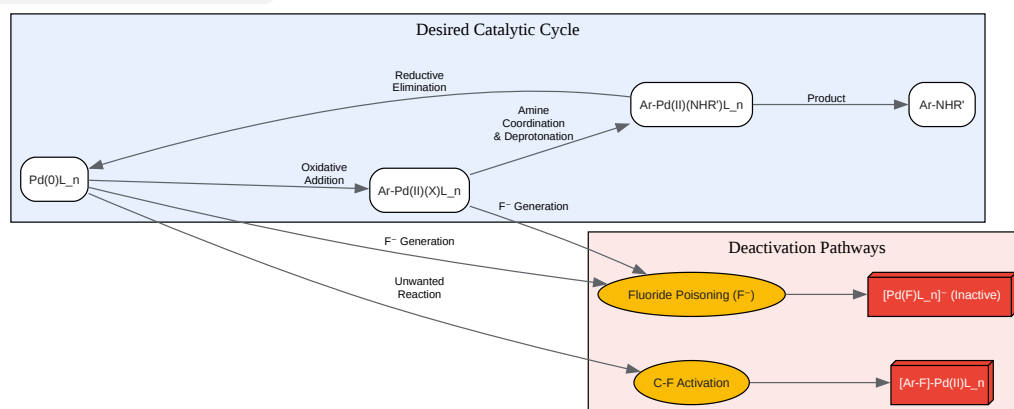 Desired Catalytic Cycle
Reductive
Elimination
Ar-Pd(II)(NHR')L_n
Product
Ar-NHR'
Amine
Coordination
& Deprotonation
Pd(0)L_n
Oxidative
Addition
Ar-Pd(II)(X)L_n
F⁻ Generation
F⁻ Generation
Unwanted
Reaction
Deactivation Pathways
Fluoride Poisoning (F⁻)
[Pd(F)L_n]⁻ (Inactive)
C-F Activation
[Ar-F]-Pd(II)L_n